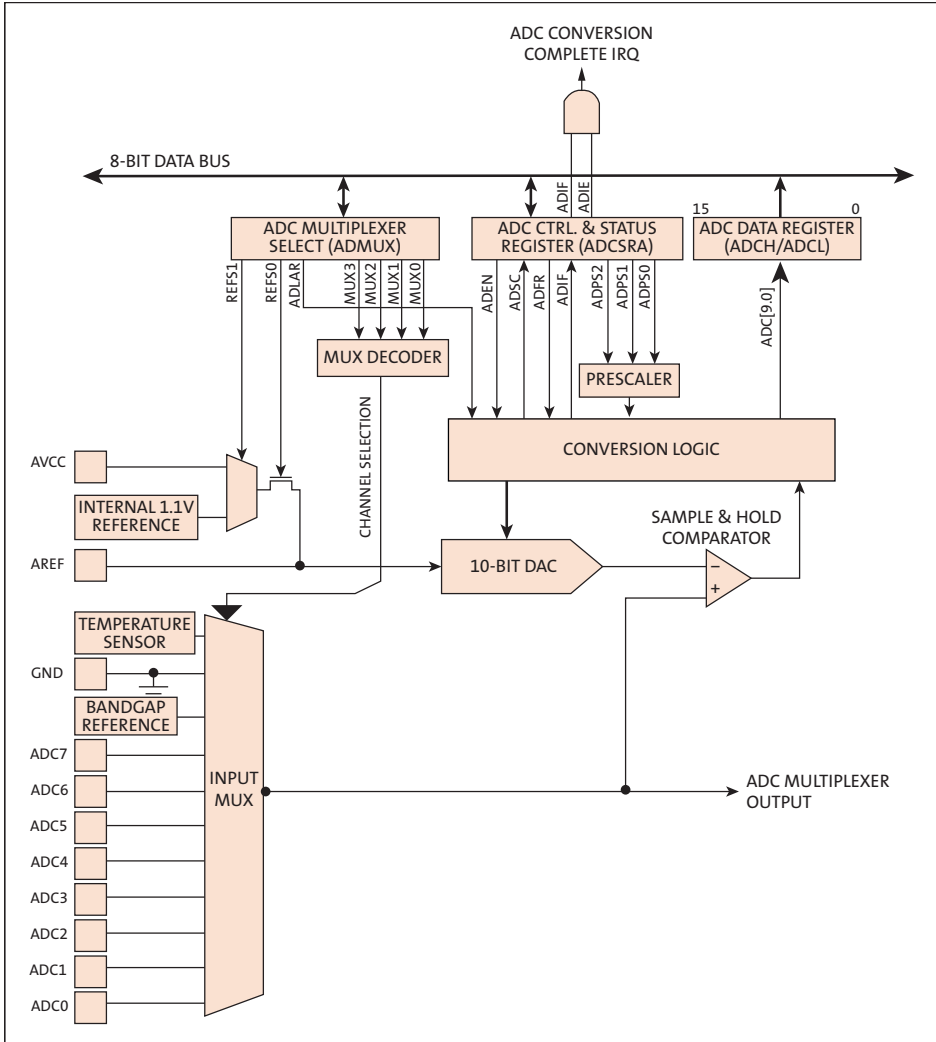 ADC CONVERSION
COMPLETE IRQ
8-BIT DATA BUS
ADIF
ADIE
15
0
ADC MULTIPLEXER
SELECT (ADMUX)
ADC CTRL. & STATUS
REGISTER (ADCSRA)
ADC DATA REGISTER
(ADCH/ADCL)
REFS1
REFS0
ADLAR
MUX3
MUX2
MUX1
MUX0
ADEN
ADSC
ADFR
ADIF
ADPS2
ADPS1
ADPS0
ADC[9.0]
MUX DECODER
PRESCALER
CHANNEL SELECTION
CONVERSION LOGIC
AVCC
INTERNAL 1.1V
REFERENCE
AREF
SAMPLE & HOLD
COMPARATOR
10-BIT DAC
−
+
TEMPERATURE
SENSOR
GND
BANDGAP
REFERENCE
ADC7
ADC6
ADC5
ADC4
ADC3
ADC2
ADC1
ADC0
INPUT
MUX
ADC MULTIPLEXER
OUTPUT